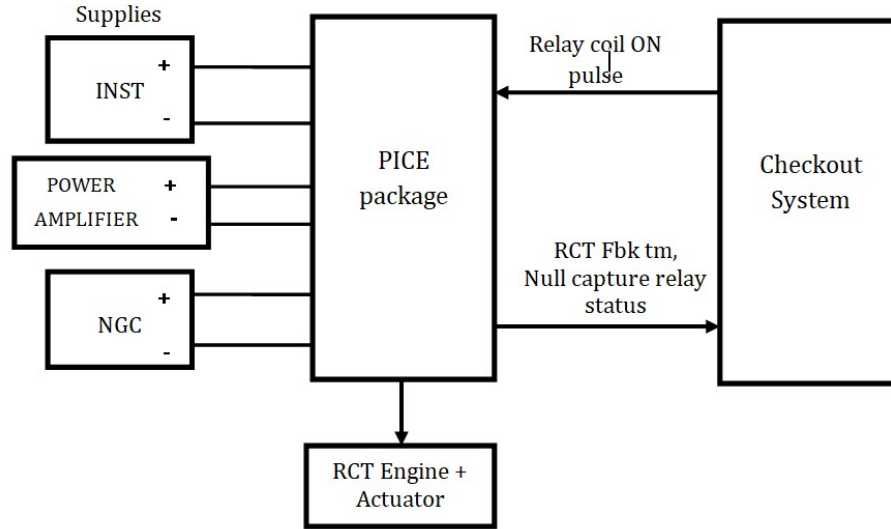 Supplies
INST
+
-
POWER +
AMPLIFIER -
NGC
+
-
PICE
package
Relay coil ON
pulse
RCT Fbk tm,
Null capture relay
status
Checkout
System
RCT Engine +
Actuator